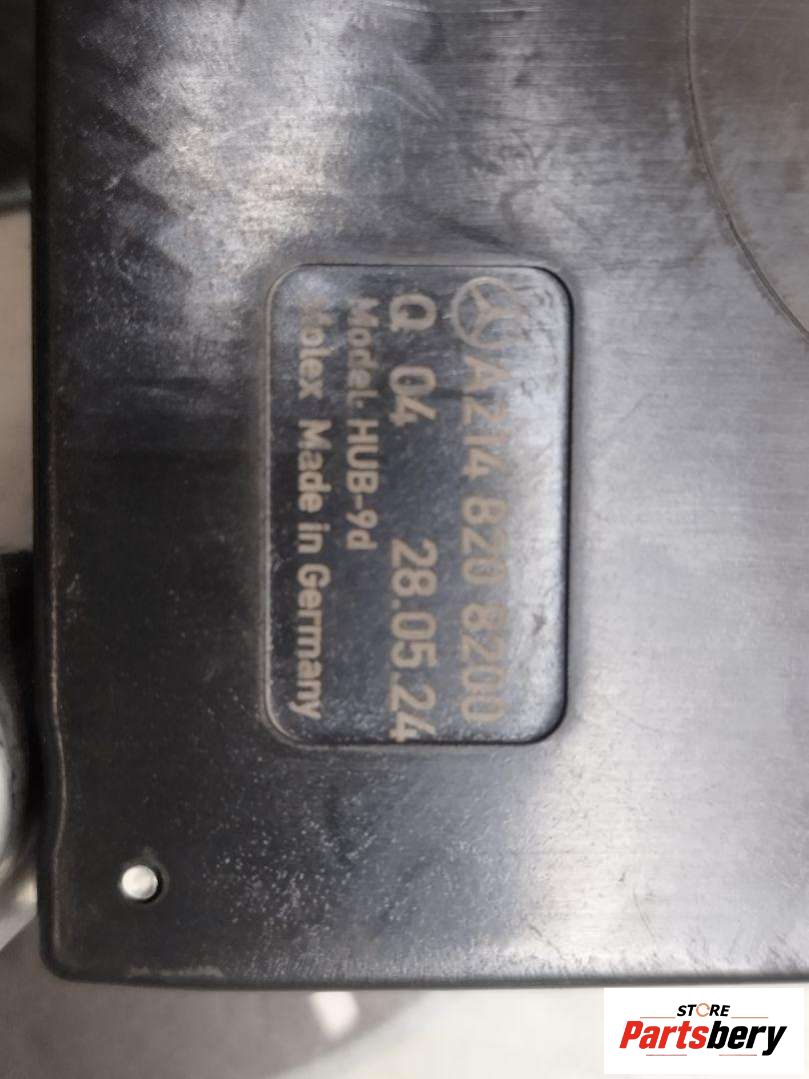 A214 820 8200
Q 04 28.05.24
Model: HUB-9d
Molex Made in Germany
STORE
Partsbery